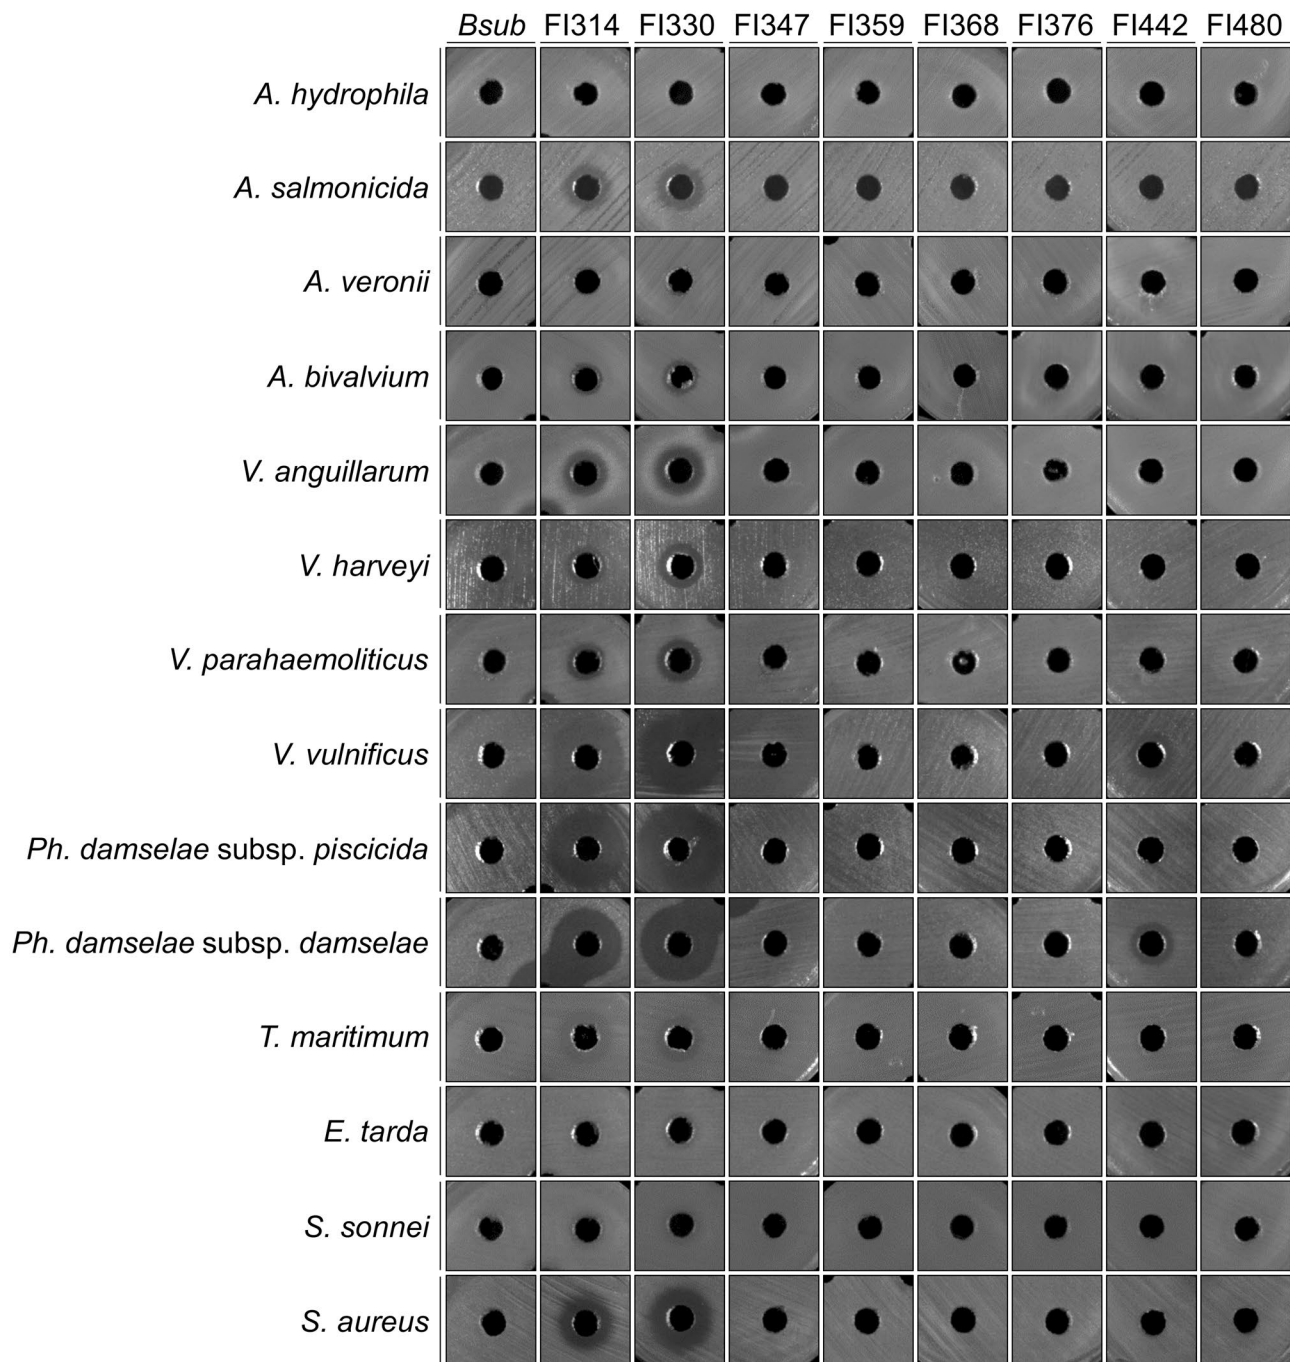 Bsub FI314 FI330 FI347 FI359 FI368 FI376 FI442 FI480
A. hydrophila
A. salmonicida
A. veronii
A. bivalvium
V. anguillarum
V. harveyi
V. parahaemoliticus
V. vulnificus
Ph. damselae subsp. piscicida
Ph. damselae subsp. damselae
T. maritimum
E. tarda
S. sonnei
S. aureus